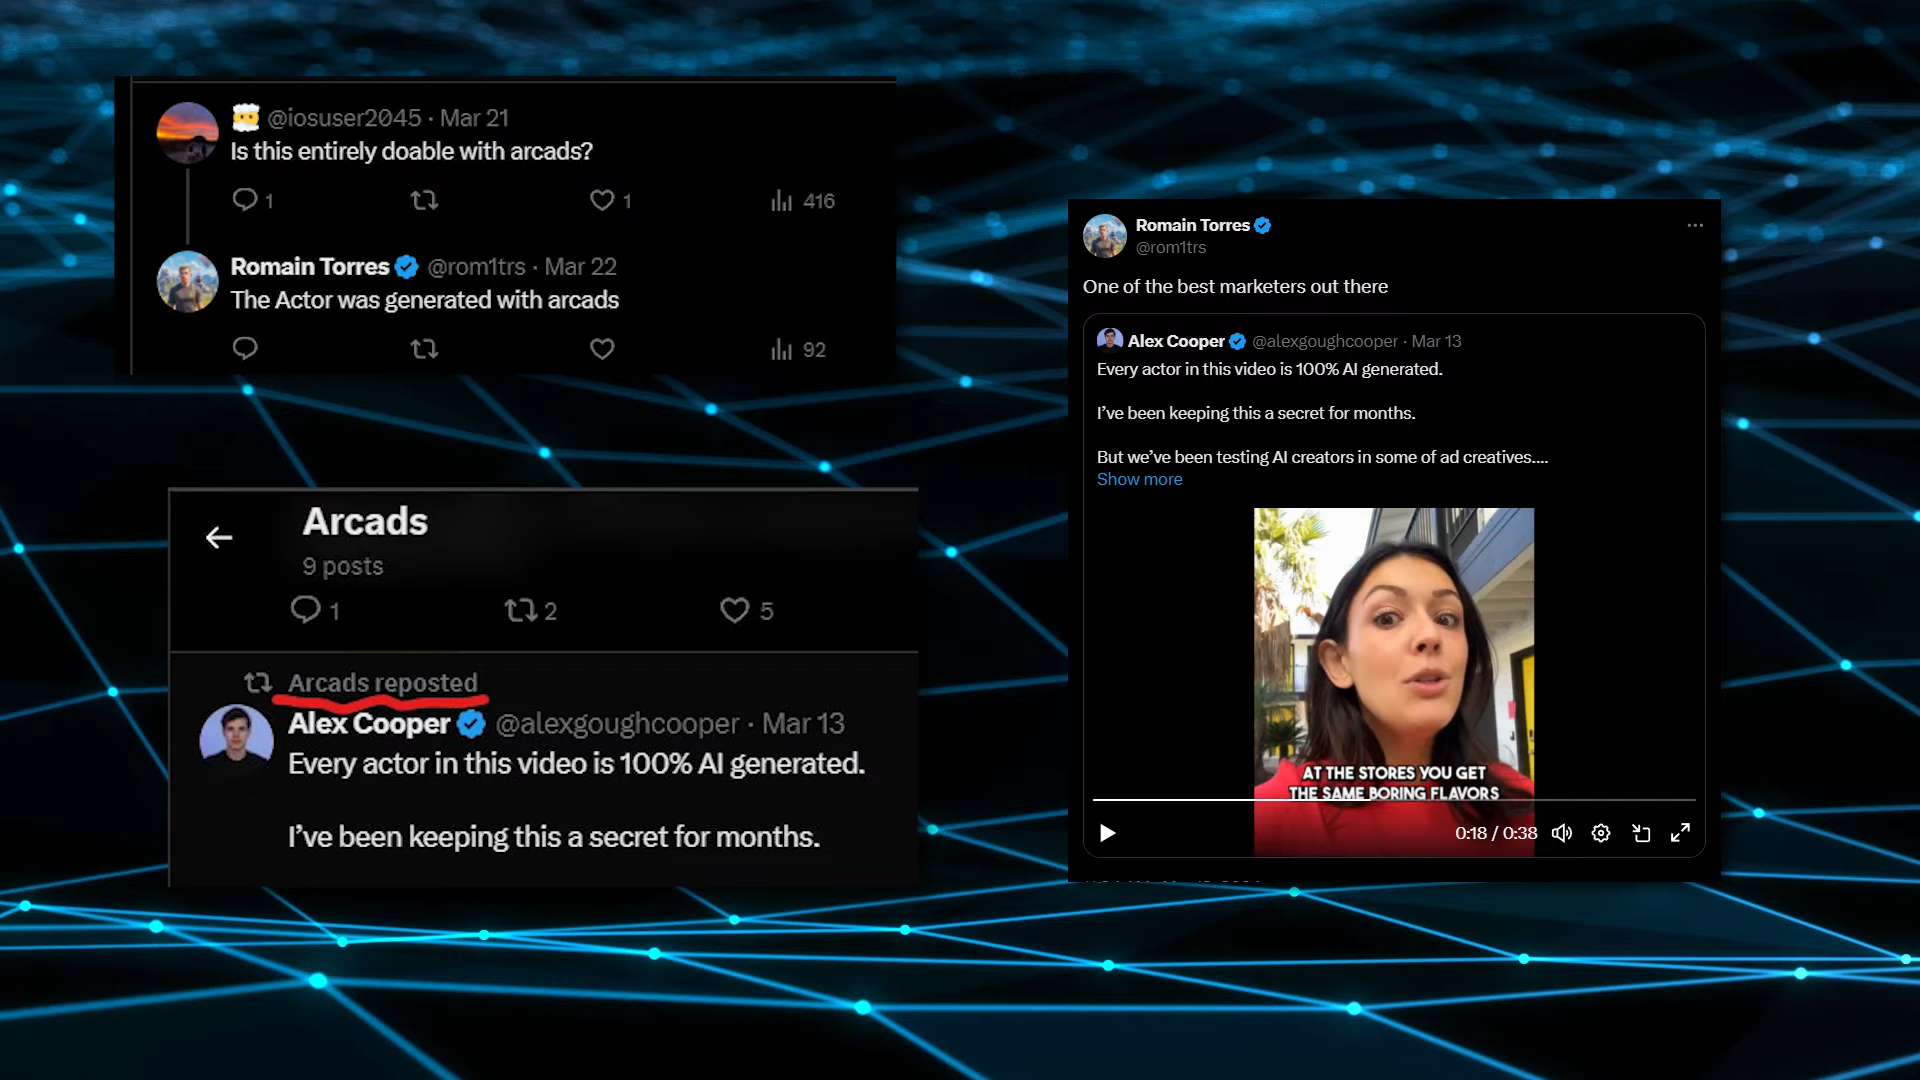 @iosuser2045 · Mar 21
Is this entirely doable with arcads?
1 1 416
Romain Torres @rom1trs · Mar 22
The Actor was generated with arcads
92
Arcads
9 posts
1 2 5
Arcads reposted
Alex Cooper @alexgoughcooper · Mar 13
Every actor in this video is 100% AI generated.
I've been keeping this a secret for months.
Romain Torres
@rom1trs
One of the best marketers out there
Alex Cooper @alexgoughcooper · Mar 13
Every actor in this video is 100% AI generated.
I've been keeping this a secret for months.
But we've been testing AI creators in some of ad creatives....
Show more
AT THE STORES YOU GET
THE SAME BORING FLAVORS
0:18 / 0:38